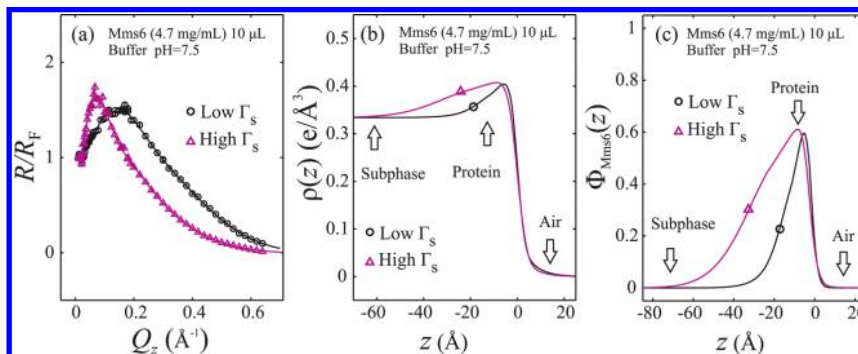 (a) Mms6 (4.7 mg/mL) 10 μL
Buffer pH=7.5
Low Γs
High Γs
R/RF
2
1
0
0 0.2 0.4 0.6
Qz (Å-1)
(b) Mms6 (4.7 mg/mL) 10 μL
Buffer pH=7.5
Subphase
Protein
Air
Low Γs
High Γs
ρ(z) (e/Å3)
0.5
0.4
0.3
0.2
0.1
0
-60 -40 -20 0 20
z (Å)
(c)
Mms6 (4.7 mg/mL) 10 μL
Buffer pH=7.5
Protein
Low Γs
High Γs
Subphase
Air
ΦMms6(z)
1
0.8
0.6
0.4
0.2
0
-80 -60 -40 -20 0 20
z (Å)